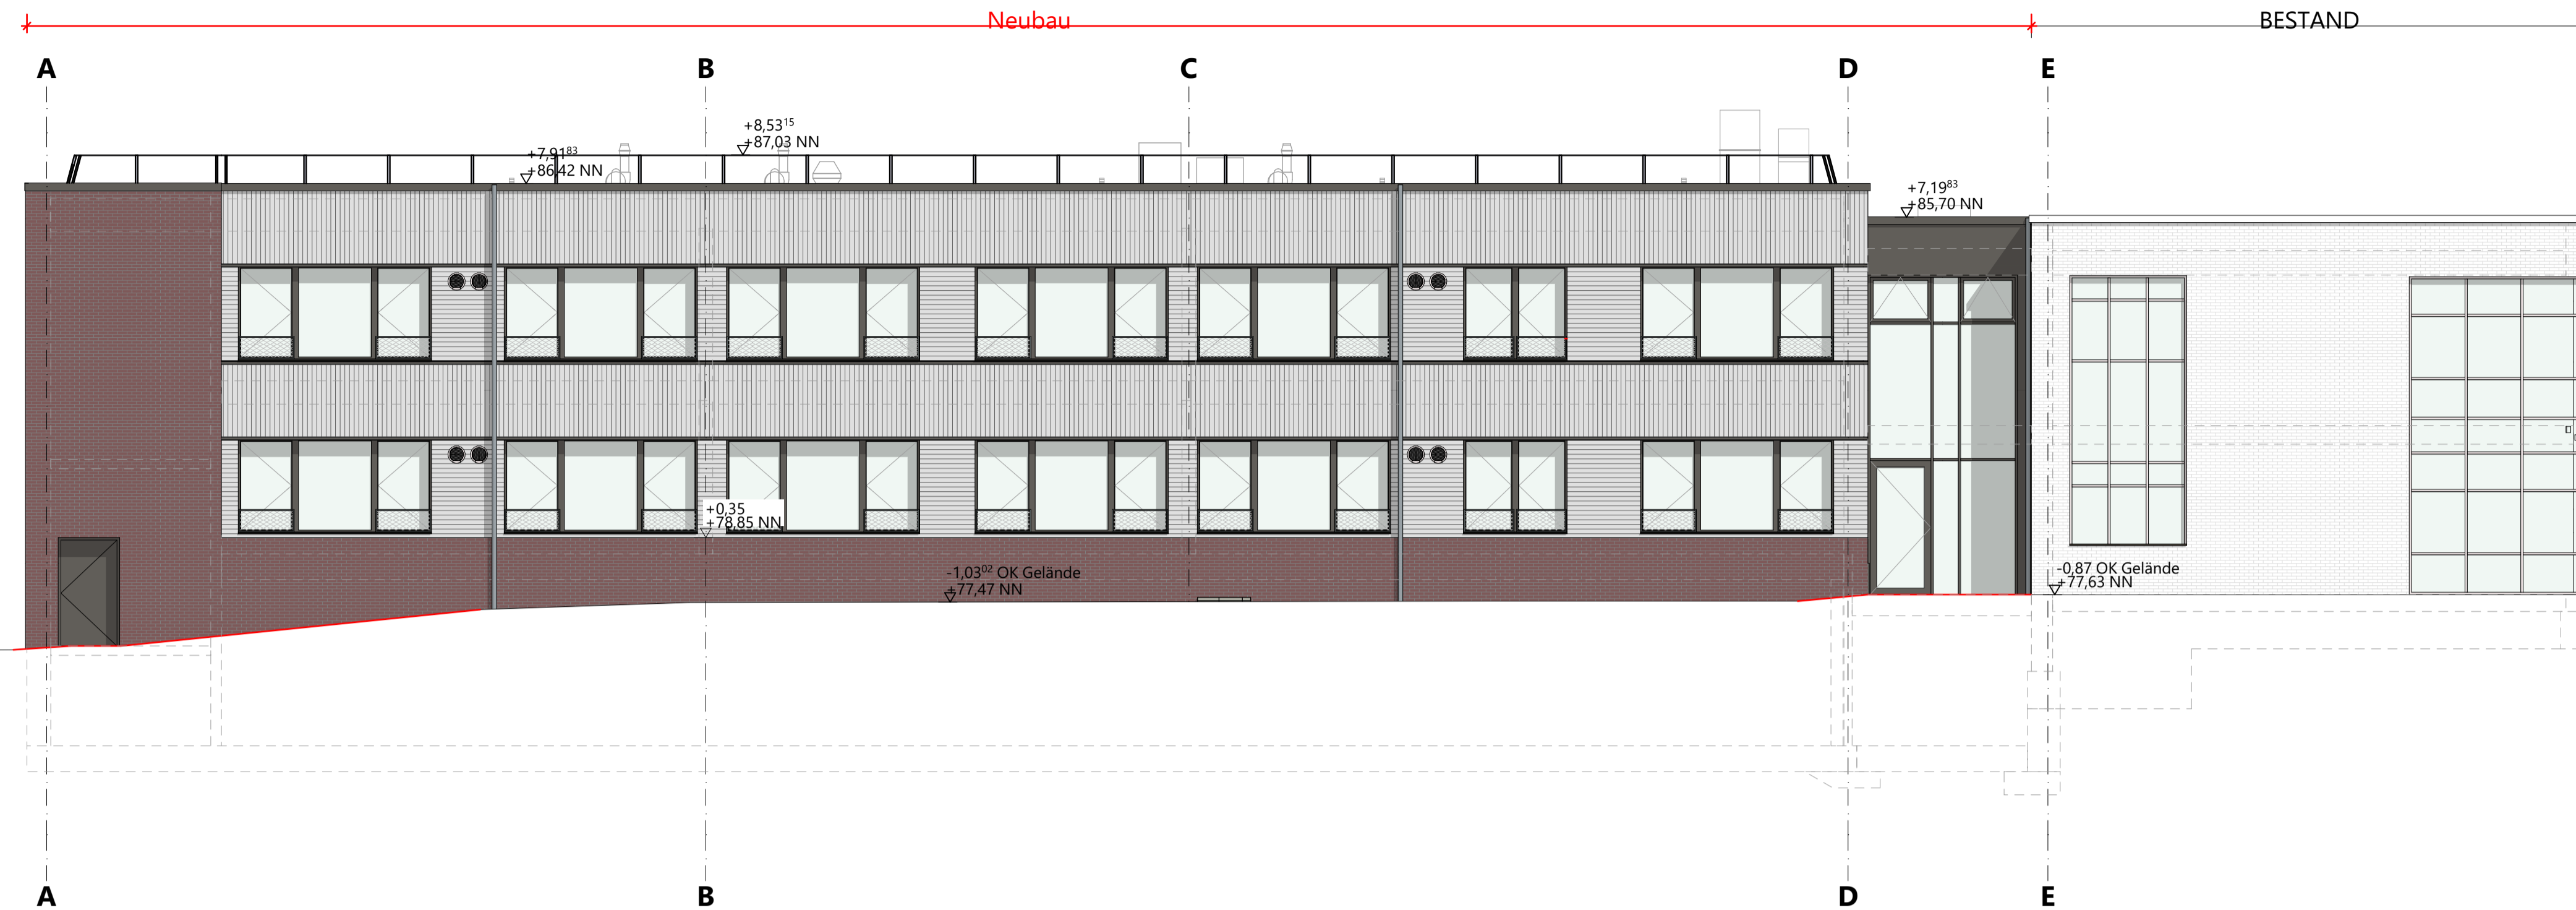 Neubau
BESTAND
A
B
C
D
E
+8,53¹⁵
+87,03 NN
+7,91⁸³
+86,42 NN
+7,19⁸³
+85,70 NN
+0,35
+78,85 NN
-1,03⁰² OK Gelände
+77,47 NN
-0,87 OK Gelände
+77,63 NN
A
B
D
E